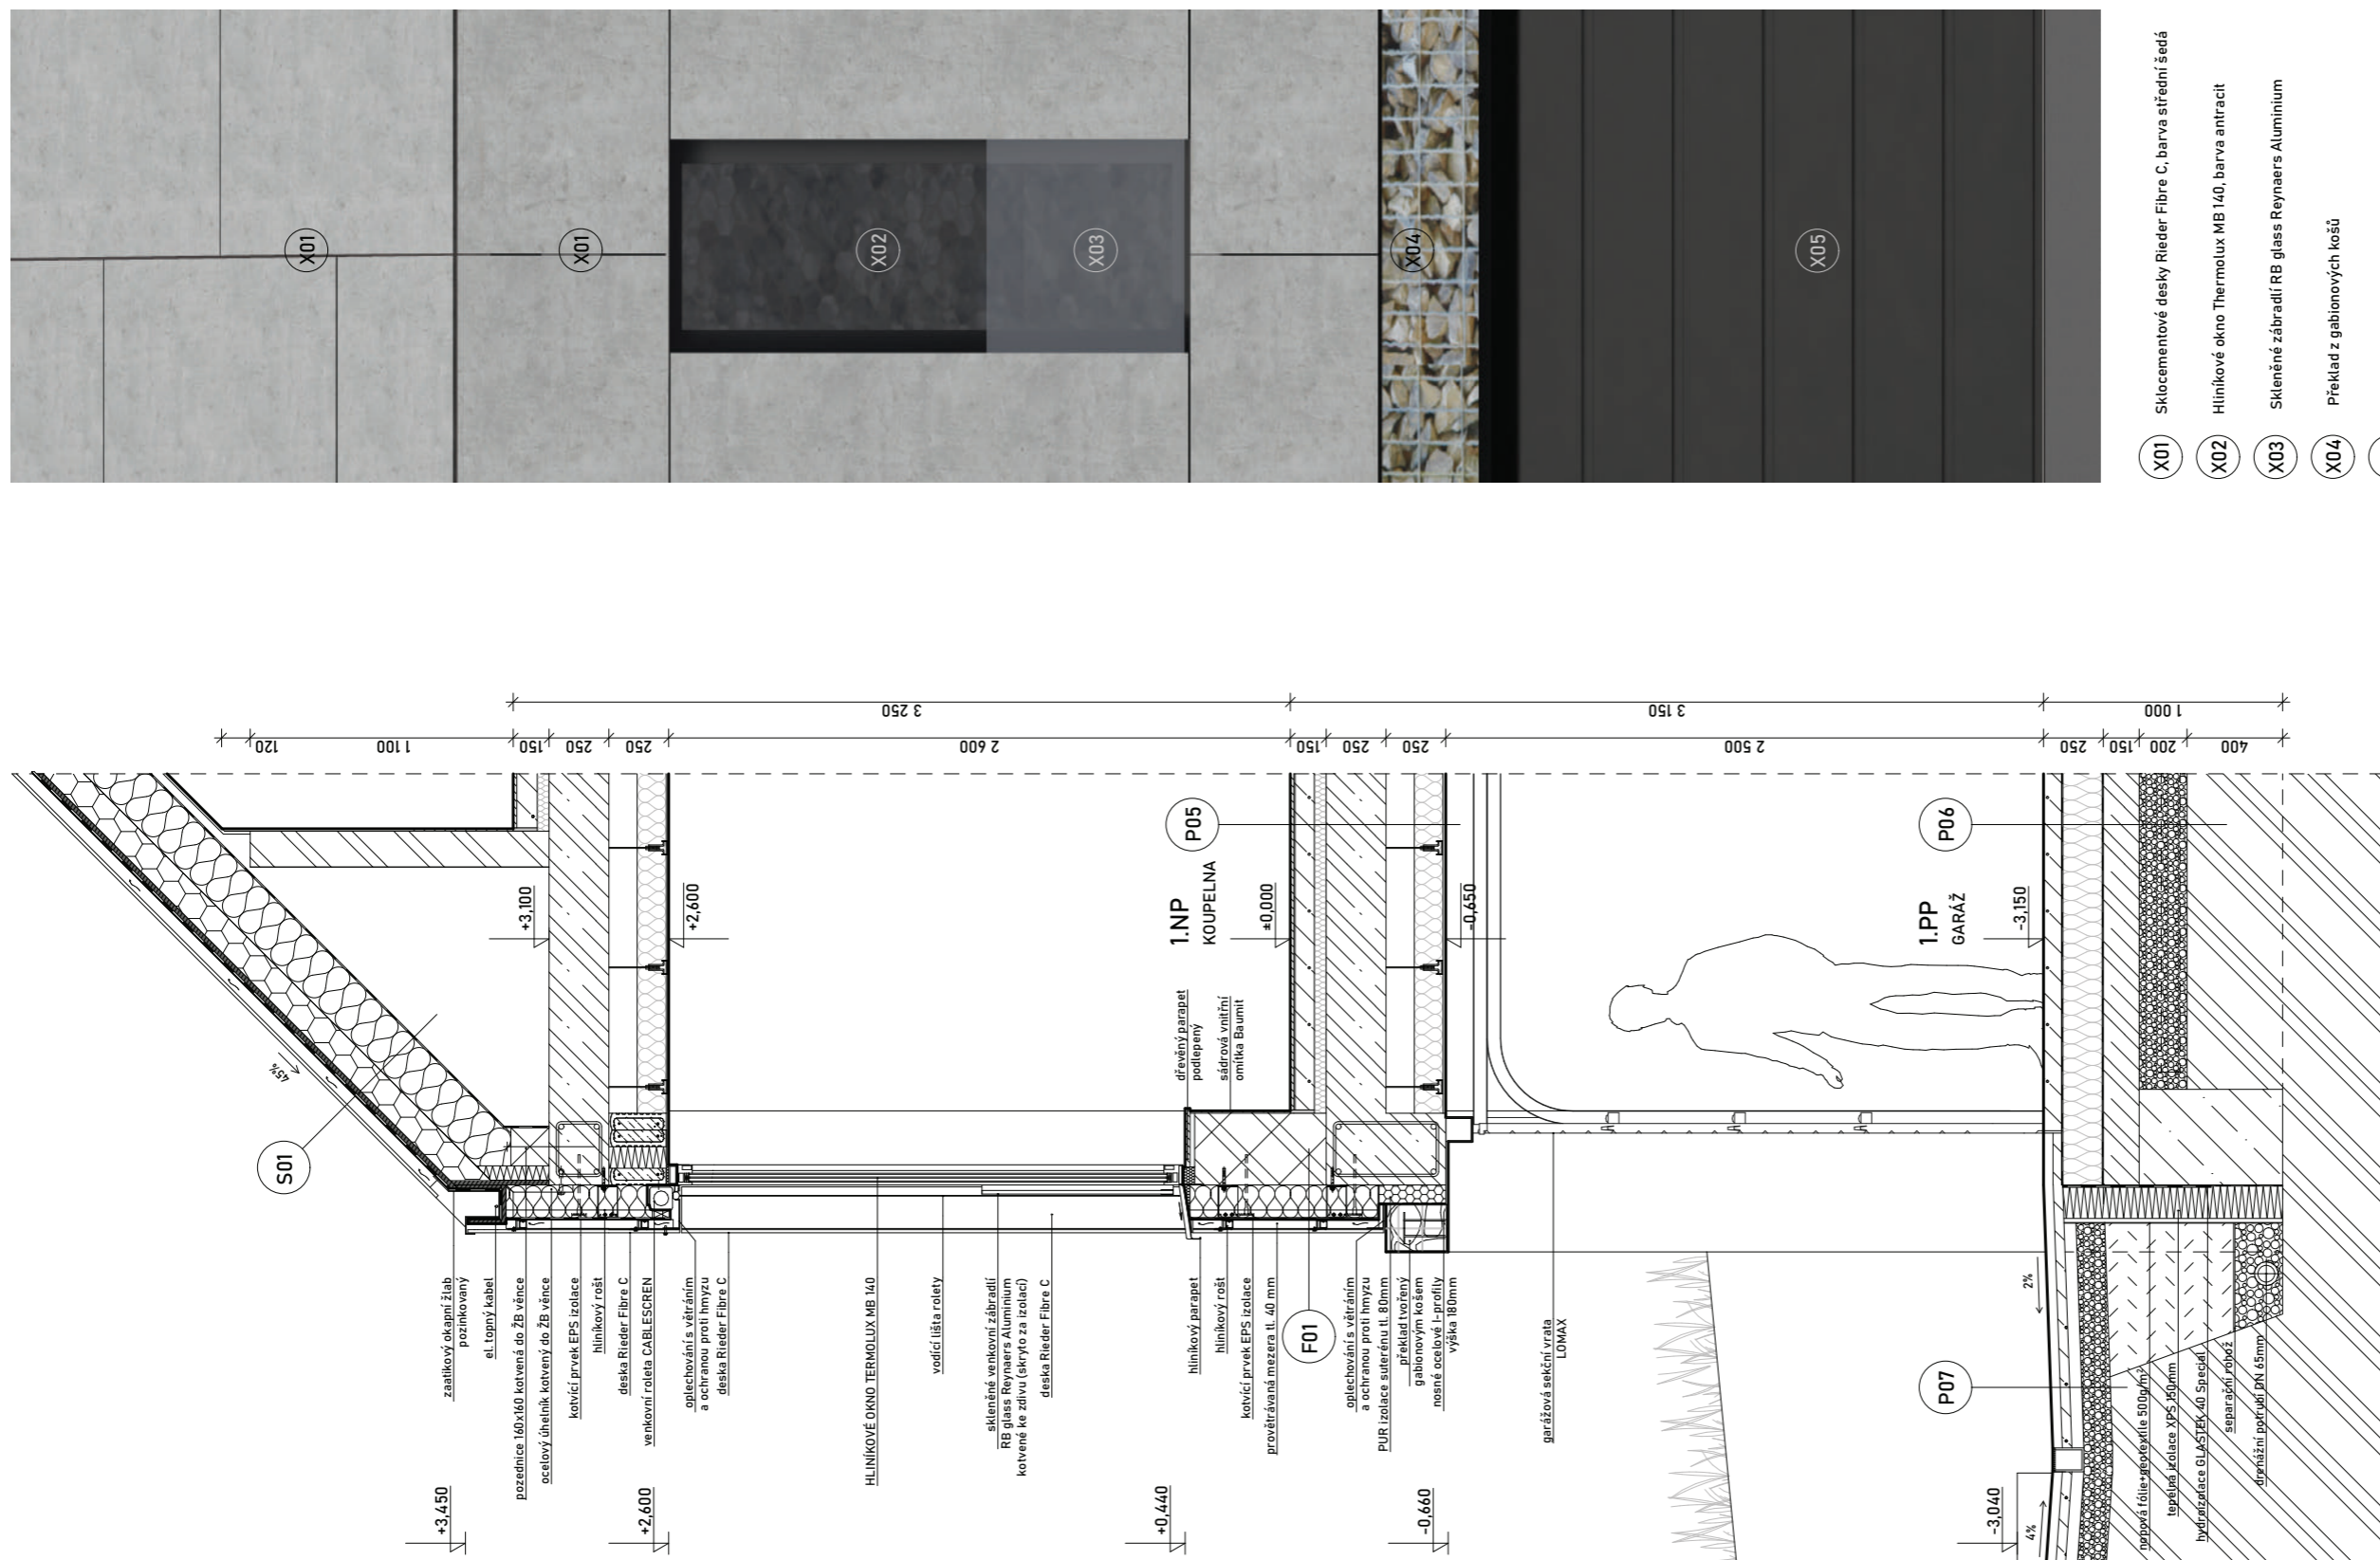 X01
X01
X02
X03
X04
X05
X01 Sklocementové desky Rieder Fibre C, barva střední šedá
X02 Hliníkové okno Thermolux MB 140, barva antracit
X03 Skleněné zábradlí RB glass Reynaers Aluminium
X04 Překlad z gabionových košů
3 250
3 150
1 000
120
1 100
150
250
250
2 600
150
250
250
2 500
250
150
200
400
S01
45%
+3,100
+2,600
P05
1.NP
KOUPELNA
±0,000
-0,650
P06
1.PP
GARÁŽ
-3,150
dřevěný parapet
podlepený
sádrová vnitřní
omítka Baumit
zaatikový okapní žlab
pozinkovaný
el. topný kabel
pozednice 160x160 kotvená do ŽB věnce
ocelový úhelník kotvený do ŽB věnce
kotvící prvek EPS izolace
hliníkový rošt
deska Rieder Fibre C
venkovní roleta CABLESCREN
oplechování s větráním
a ochranou proti hmyzu
deska Rieder Fibre C
HLINÍKOVÉ OKNO TERMOLUX MB 140
vodící lišta rolety
skleněné venkovní zábradlí
RB glass Reynaers Aluminium
kotvené ke zdivu (skryto za izolací)
deska Rieder Fibre C
hliníkový parapet
hliníkový rošt
kotvící prvek EPS izolace
provětrávaná mezera tl. 40 mm
F01
oplechování s větráním
a ochranou proti hmyzu
PUR izolace suterénu tl. 80mm
překlad tvořený
gabionovým košem
nosné ocelové I-profily
výška 180mm
garážová sekční vrata
LOMAX
P07
2%
4%
nopová fólie+geotextile 500g/m²
tepelná izolace XPS 150mm
hydroizolace GLASTEK 40 Special
separační rohož
drenážní potrubí DN 65mm
+3,450
+2,600
+0,440
-0,660
-3,040